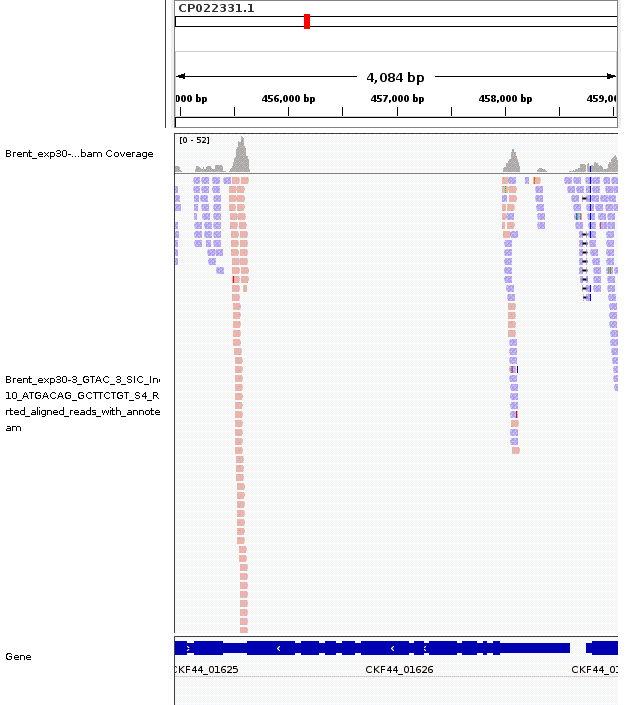 CP022331.1
4,084 bp
000 bp 456,000 bp 457,000 bp 458,000 bp 459,0
[0 - 52]
Brent_exp30-...bam Coverage
Brent_exp30-3_GTAC_3_SIC_In
10_ATGACAG_GCTTCTGT_S4_R
rted_aligned_reads_with_annote
am
Gene
CKF44_01625 CKF44_01626 CKF44_0